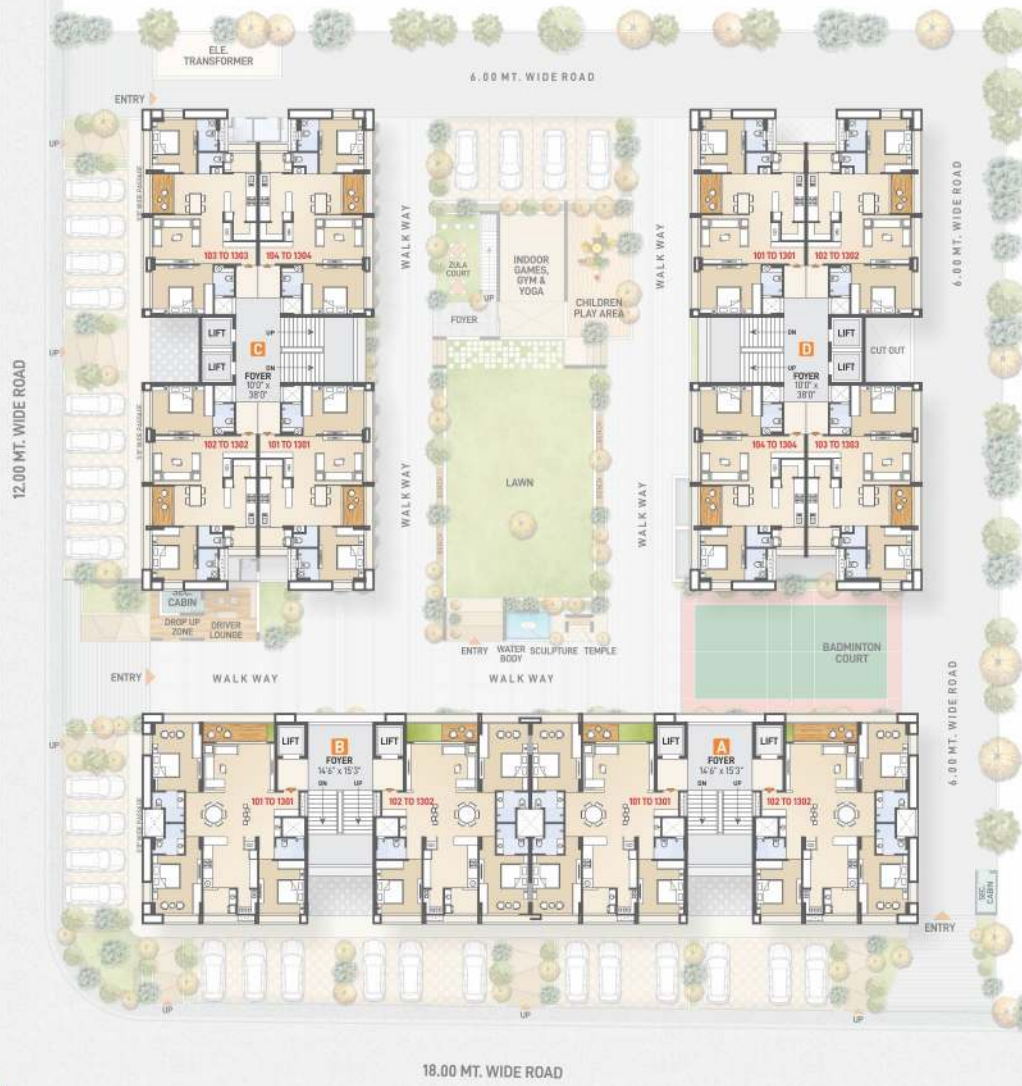 ELE.
TRANSFORMER
6.00 MT. WIDE ROAD
ENTRY
UP
WALK WAY
WALK WAY
6.00 MT. WIDE ROAD
103 TO 1303
104 TO 1304
ZULA
COURT
INDOOR
GAMES,
GYM &
YOGA
UP
FOYER
CHILDREN
PLAY AREA
101 TO 1301
102 TO 1302
UP
LIFT
LIFT
UP
DN
C
FOYER
10'0" x
38'0"
DN
UP
D
FOYER
10'0" x
38'0"
LIFT
LIFT
CUT OUT
12.00 MT. WIDE ROAD
102 TO 1302
101 TO 1301
WALK WAY
LAWN
BENCH
BENCH
BENCH
BENCH
WALK WAY
104 TO 1304
103 TO 1303
SEC.
CABIN
DROP UP
ZONE
DRIVER
LOUNGE
ENTRY
WATER
BODY
SCULPTURE
TEMPLE
BADMINTON
COURT
ENTRY
WALK WAY
WALK WAY
6.00 MT. WIDE ROAD
UP
LIFT
B
FOYER
14'6" x 15'3"
DN
UP
LIFT
LIFT
A
FOYER
14'6" x 15'3"
DN
UP
LIFT
101 TO 1301
102 TO 1302
101 TO 1301
102 TO 1302
SEC.
CABIN
ENTRY
UP
UP
UP
18.00 MT. WIDE ROAD